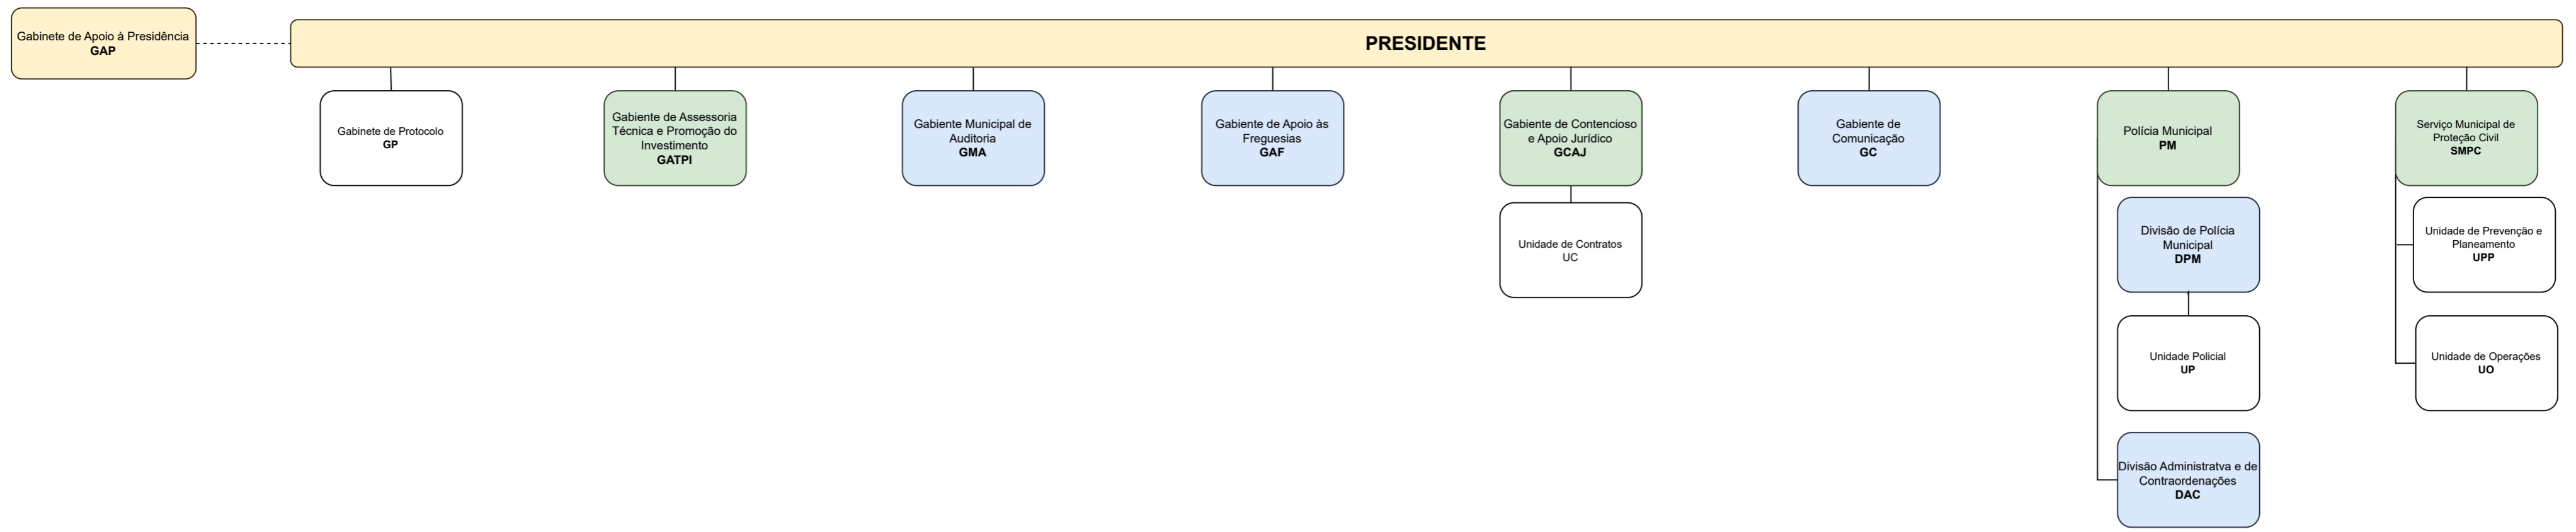 Gabinete de Apoio à Presidência
GAP
PRESIDENTE
Gabinete de Protocolo
GP
Gabiente de Assessoria
Técnica e Promoção do
Investimento
GATPI
Gabiente Municipal de
Auditoria
GMA
Gabiente de Apoio às
Freguesias
GAF
Gabiente de Contencioso
e Apoio Jurídico
GCAJ
Unidade de Contratos
UC
Gabiente de
Comunicação
GC
Polícia Municipal
PM
Divisão de Polícia
Municipal
DPM
Unidade Policial
UP
Divisão Administratva e de
Contraordenações
DAC
Serviço Municipal de
Proteção Civil
SMPC
Unidade de Prevenção e
Planeamento
UPP
Unidade de Operações
UO